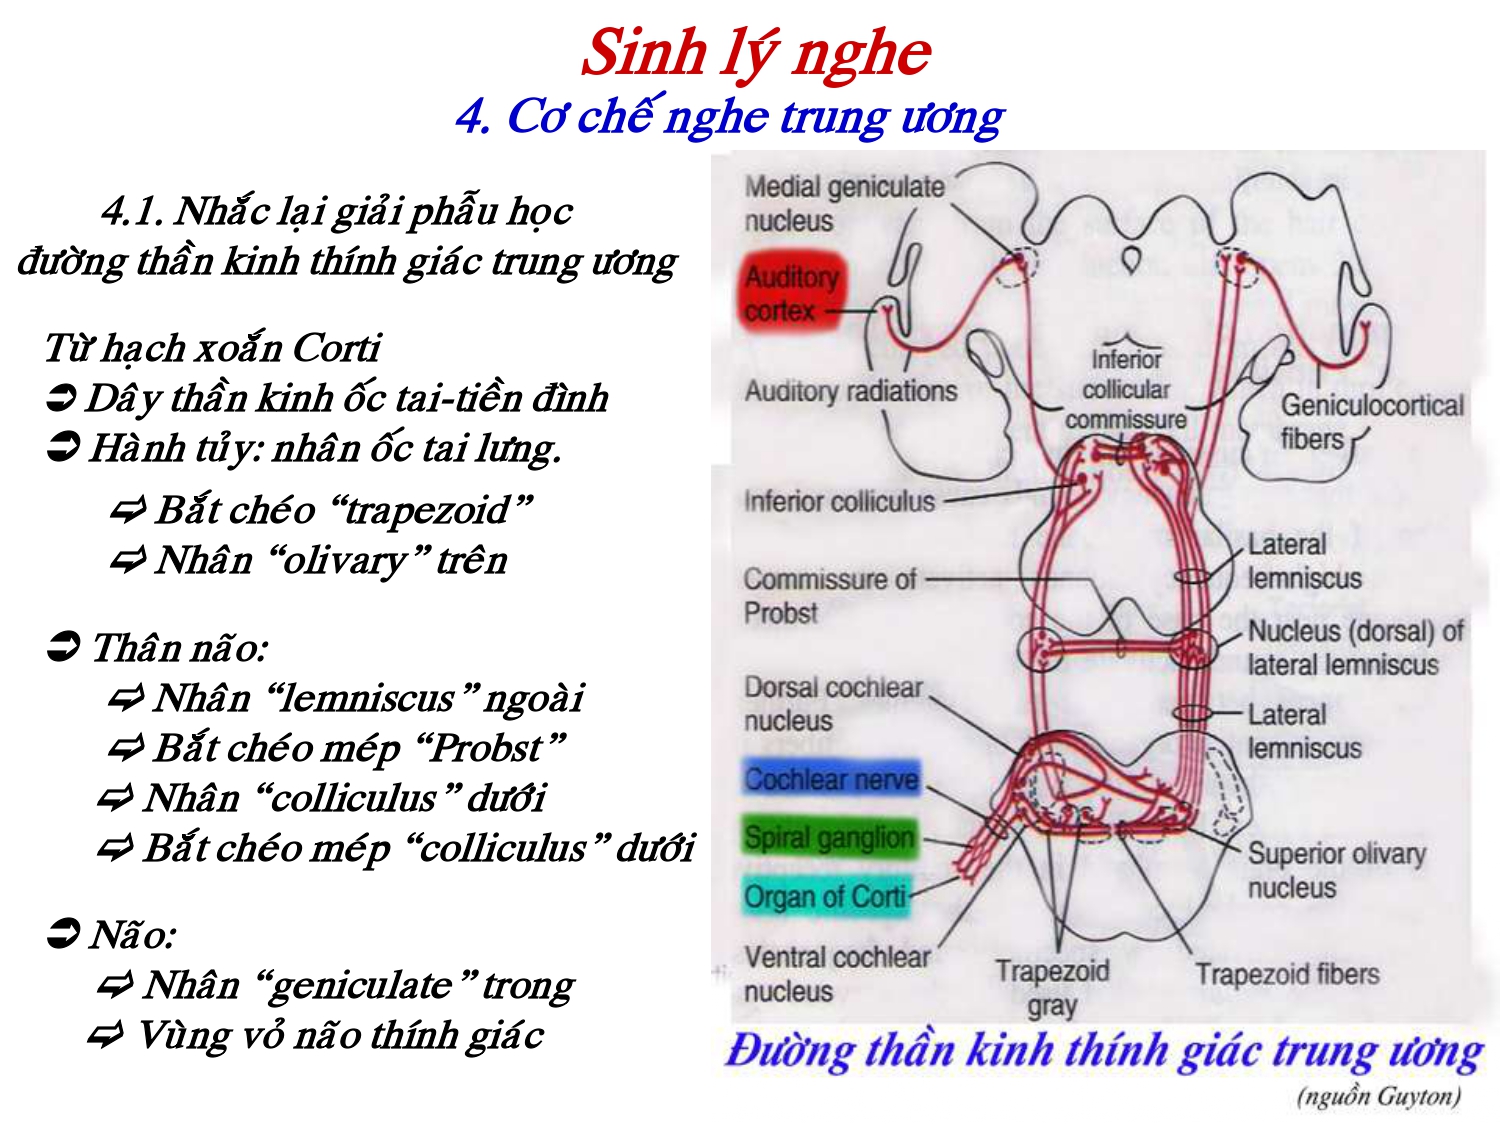 Sinh lý nghe
4. Cơ chế nghe trung ương
4.1. Nhắc lại giải phẫu học
đường thần kinh thính giác trung ương
Từ hạch xoắn Corti
➲ Dây thần kinh ốc tai-tiền đình
➲ Hành tủy: nhân ốc tai lưng.
⇨ Bắt chéo “trapezoid”
⇨ Nhân “olivary” trên
➲ Thân não:
⇨ Nhân “lemniscus” ngoài
⇨ Bắt chéo mép “Probst”
⇨ Nhân “colliculus” dưới
⇨ Bắt chéo mép “colliculus” dưới
➲ Não:
⇨ Nhân “geniculate” trong
⇨ Vùng vỏ não thính giác
Medial geniculate
nucleus
Auditory
cortex
Auditory radiations
Inferior
collicular
commissure
Geniculocortical
fibers
Inferior colliculus
Lateral
lemniscus
Commissure of
Probst
Nucleus (dorsal) of
lateral lemniscus
Dorsal cochlear
nucleus
Lateral
lemniscus
Cochlear nerve
Spiral ganglion
Organ of Corti
Superior olivary
nucleus
Ventral cochlear
nucleus
Trapezoid
gray
Trapezoid fibers
Đường thần kinh thính giác trung ương
(nguồn Guyton)